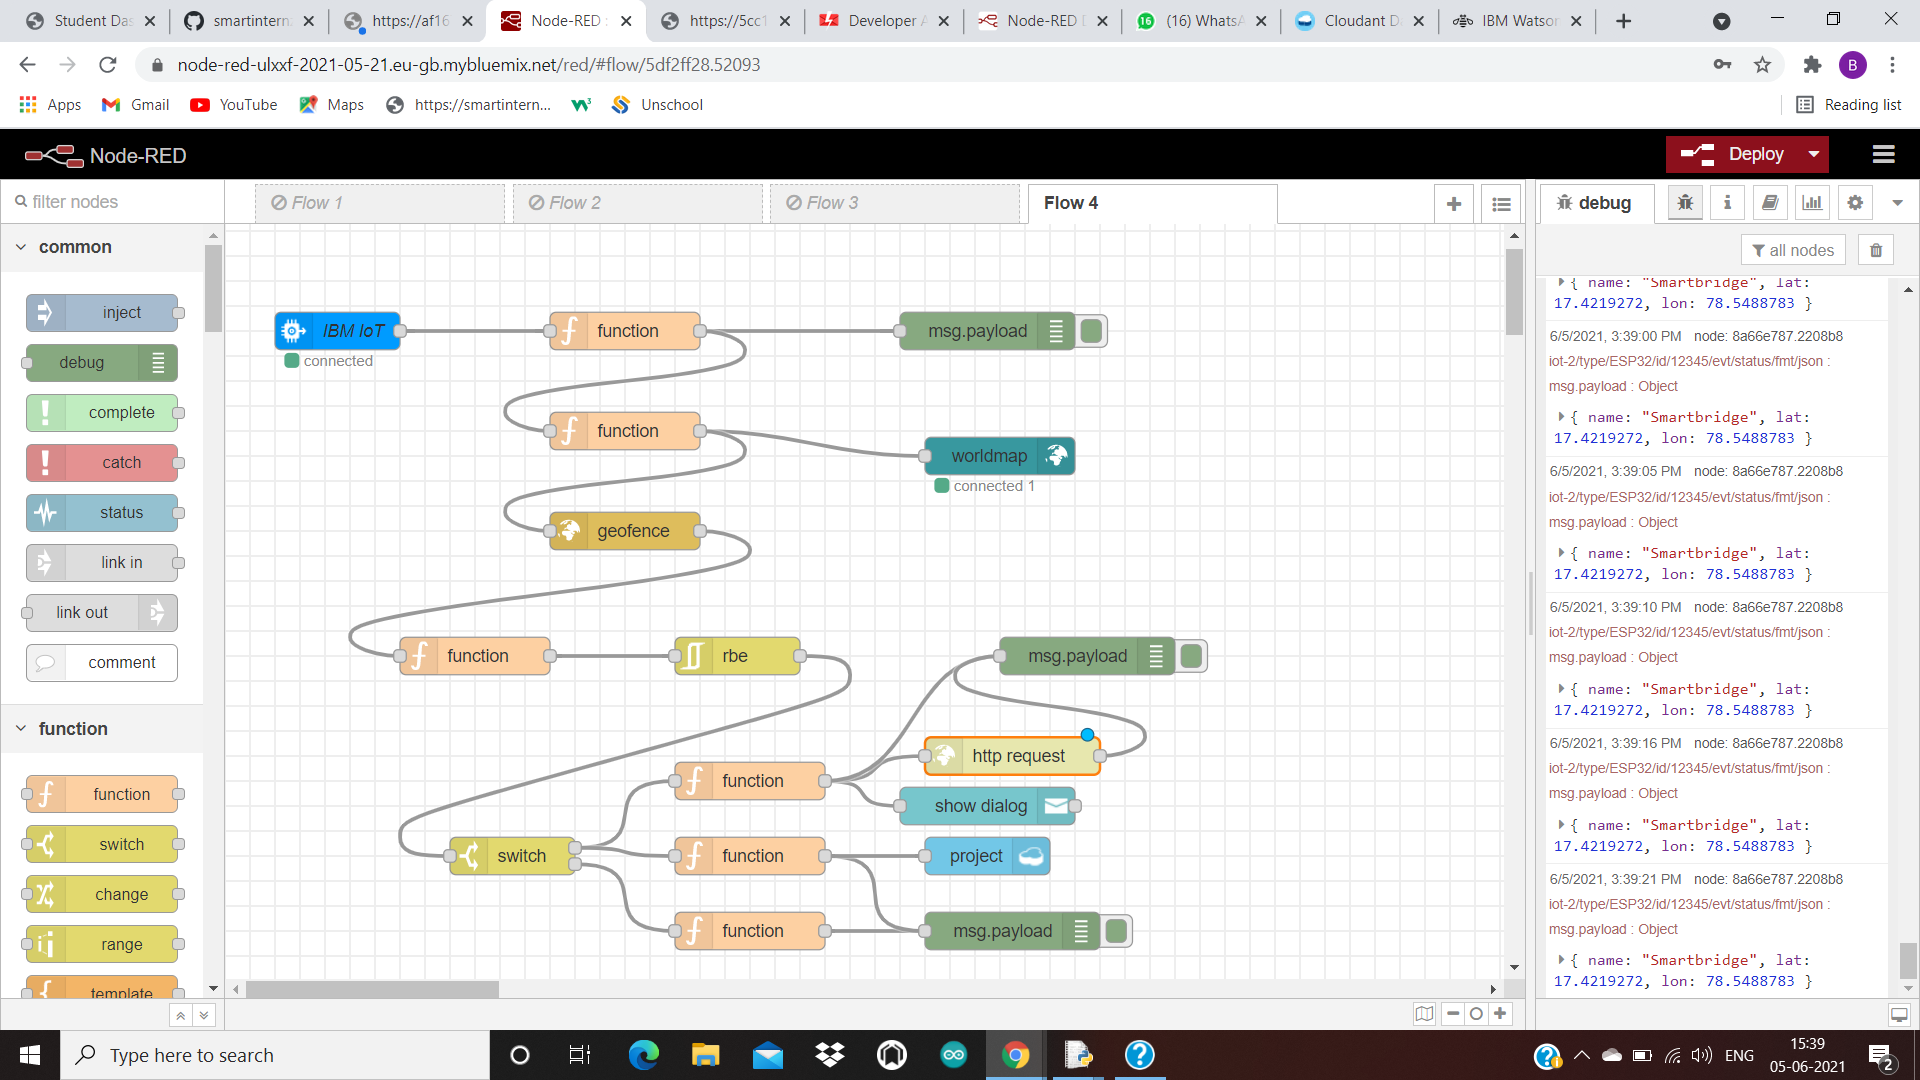 Student Das
smartintern
https://af16
Node-RED :
https://5cc1
Developer A
Node-RED D
(16) WhatsA
Cloudant Da
IBM Watson
node-red-ulxxf-2021-05-21.eu-gb.mybluemix.net/red/#flow/5df2ff28.52093
B
Apps
Gmail
YouTube
Maps
https://smartintern...
Unschool
Reading list
Node-RED
Deploy
filter nodes
Flow 1
Flow 2
Flow 3
Flow 4
debug
all nodes
common
inject
debug
complete
catch
status
link in
link out
comment
function
function
switch
change
range
template
IBM IoT
connected
function
msg.payload
function
worldmap
connected 1
geofence
function
rbe
msg.payload
http request
function
show dialog
switch
function
project
function
msg.payload
{ name: "Smartbridge", lat:
17.4219272, lon: 78.5488783 }
6/5/2021, 3:39:00 PM node: 8a66e787.2208b8
iot-2/type/ESP32/id/12345/evt/status/fmt/json :
msg.payload : Object
{ name: "Smartbridge", lat:
17.4219272, lon: 78.5488783 }
6/5/2021, 3:39:05 PM node: 8a66e787.2208b8
iot-2/type/ESP32/id/12345/evt/status/fmt/json :
msg.payload : Object
{ name: "Smartbridge", lat:
17.4219272, lon: 78.5488783 }
6/5/2021, 3:39:10 PM node: 8a66e787.2208b8
iot-2/type/ESP32/id/12345/evt/status/fmt/json :
msg.payload : Object
{ name: "Smartbridge", lat:
17.4219272, lon: 78.5488783 }
6/5/2021, 3:39:16 PM node: 8a66e787.2208b8
iot-2/type/ESP32/id/12345/evt/status/fmt/json :
msg.payload : Object
{ name: "Smartbridge", lat:
17.4219272, lon: 78.5488783 }
6/5/2021, 3:39:21 PM node: 8a66e787.2208b8
iot-2/type/ESP32/id/12345/evt/status/fmt/json :
msg.payload : Object
{ name: "Smartbridge", lat:
17.4219272, lon: 78.5488783 }
Type here to search
ENG
15:39
05-06-2021
2